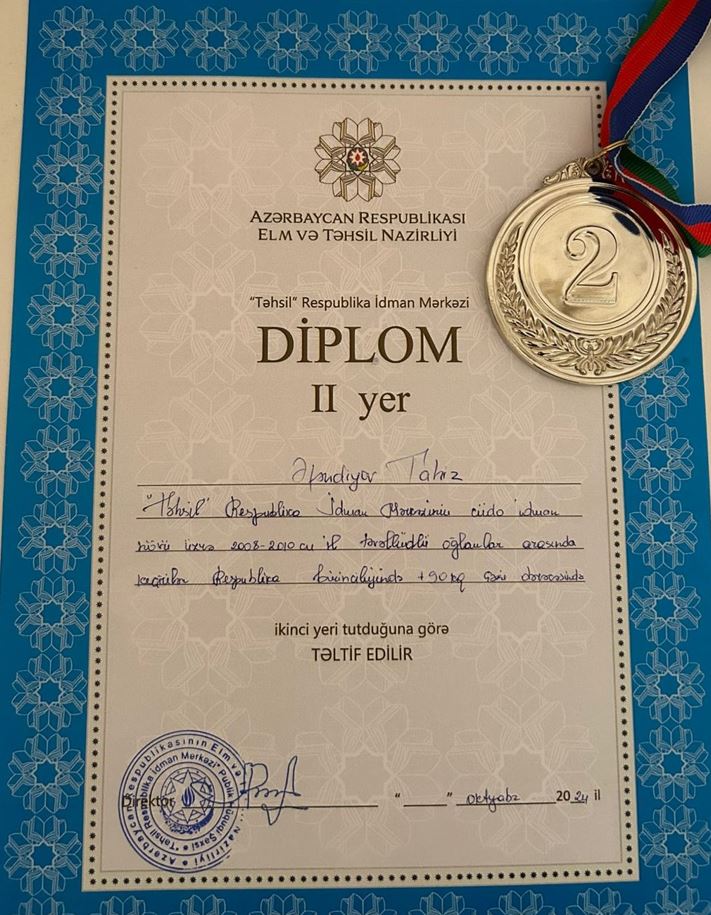 AZƏRBAYCAN RESPUBLİKASI
ELM VƏ TƏHSİL NAZİRLİYİ
"Təhsil" Respublika İdman Mərkəzi
DİPLOM
II yer
Əfəndiyev Tahir
"Təhsil" Respublika İdman Mərkəzinin cüdo idman
növü üzrə 2008-2010 cu il təvəllüdlü oğlanlar arasında
keçirilən Respublika birinciliyində +90 kq çəki dərəcəsində
ikinci yeri tutduğuna görə
TƏLTİF EDİLİR
Direktor " " oktyabr 2024 il
2